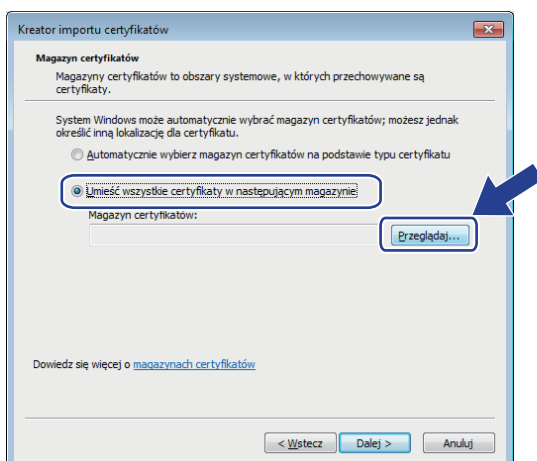 Kreator importu certyfikatów
Magazyn certyfikatów
Magazyny certyfikatów to obszary systemowe, w których przechowywane są
certyfikaty.
System Windows może automatycznie wybrać magazyn certyfikatów; możesz jednak
określić inną lokalizację dla certyfikatu.
Automatycznie wybierz magazyn certyfikatów na podstawie typu certyfikatu
Umieść wszystkie certyfikaty w następującym magazynie
Magazyn certyfikatów:
Przeglądaj...
Dowiedz się więcej o magazynach certyfikatów
< Wstecz Dalej > Anuluj